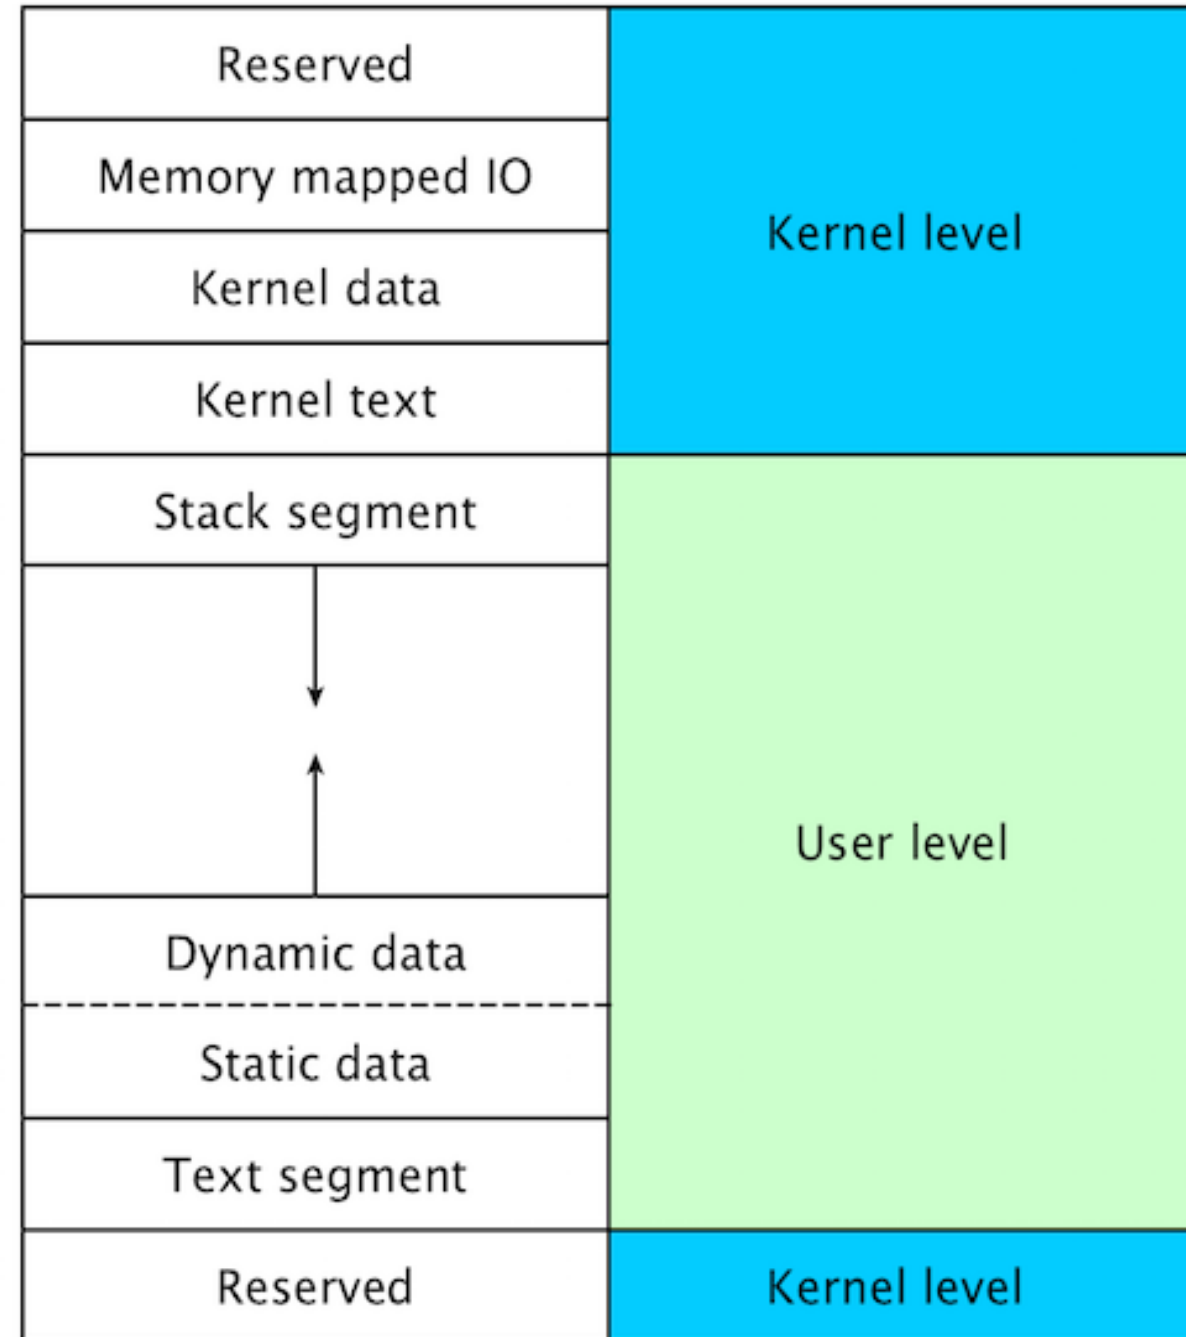 Reserved
Memory mapped IO
Kernel data
Kernel text
Kernel level
Stack segment
Dynamic data
Static data
Text segment
User level
Reserved
Kernel level